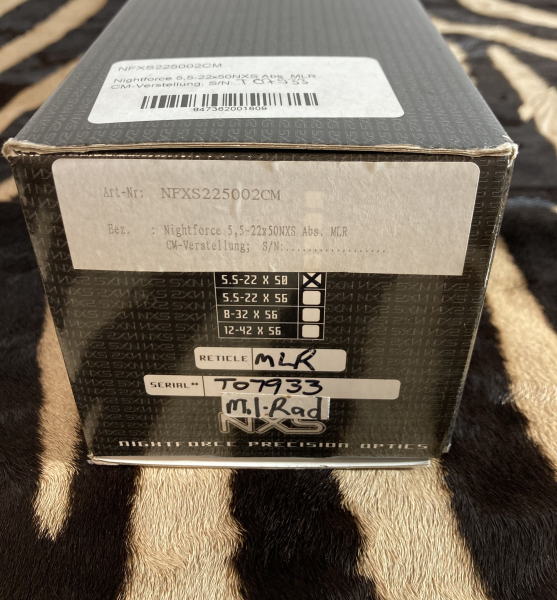 NFXS225002CM
Nightforce 5,5-22x50NXS Abs. MLR
CM-Verstellung; S/N:
847362001809
Art-Nr: NFXS225002CM
Bez. : Nightforce 5,5-22x50NXS Abs. MLR
CM-Verstellung; S/N:..................
5.5-22 X 50
5.5-22 X 56
8-32 X 56
12-42 X 56
RETICLE MLR
SERIAL# T07933
M.I.Rad
NXS
NIGHTFORCE PRECISION OPTICS